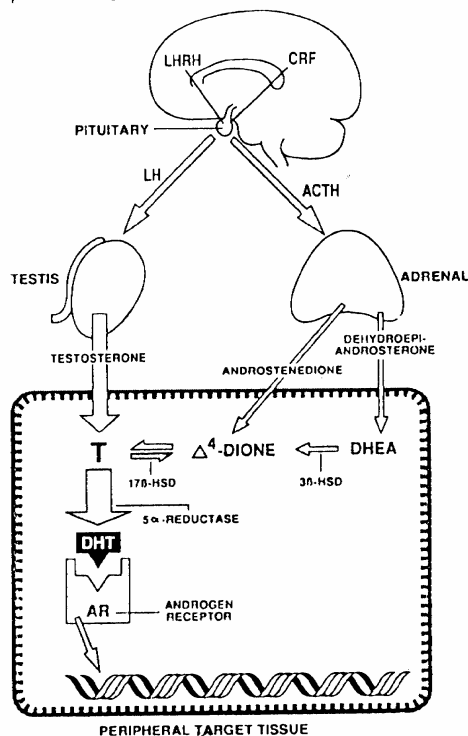 LHRH
CRF
PITUITARY
LH
ACTH
TESTIS
ADRENAL
TESTOSTERONE
ANDROSTENEDIONE
DEHYDROEPI-
ANDROSTERONE
T
Δ4-DIONE
DHEA
17β-HSD
3β-HSD
5α-REDUCTASE
DHT
AR
ANDROGEN
RECEPTOR
PERIPHERAL TARGET TISSUE